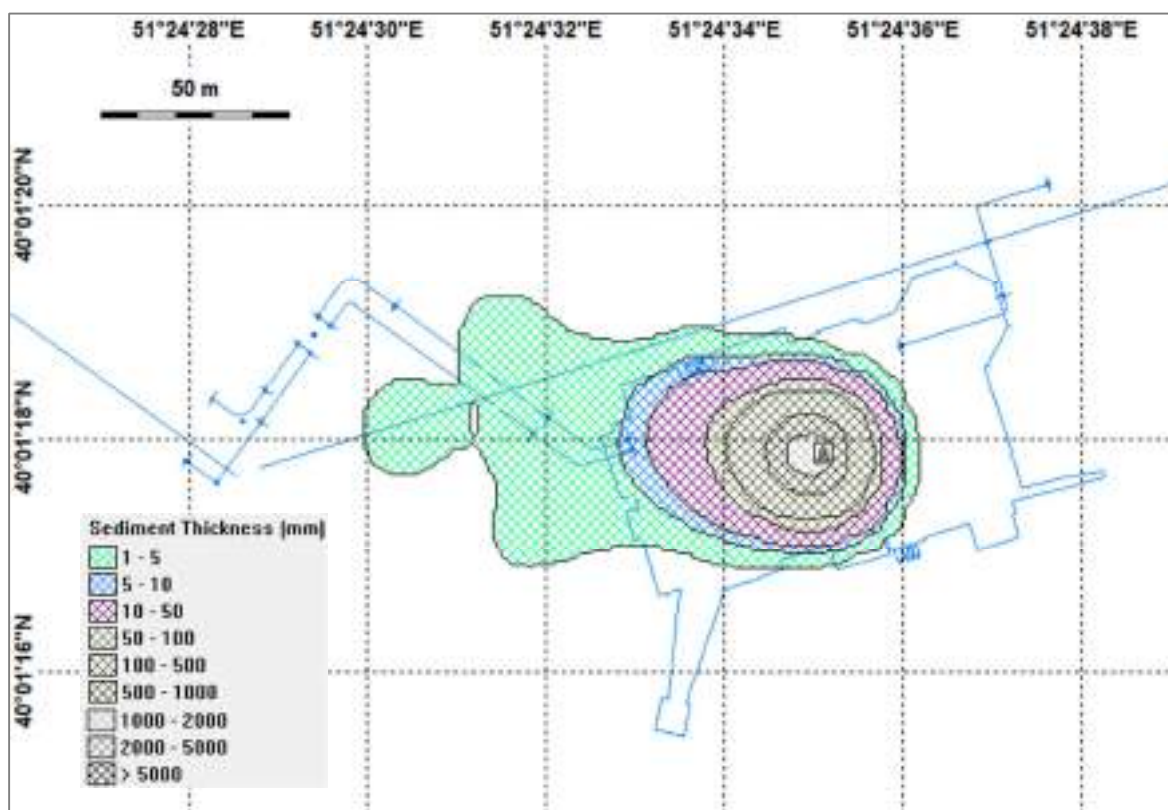 51°24'28"E 51°24'30"E 51°24'32"E 51°24'34"E 51°24'36"E 51°24'38"E
50 m
40°01'20"N
40°01'18"N
40°01'16"N
Sediment Thickness (mm)
1 - 5
5 - 10
10 - 50
50 - 100
100 - 500
500 - 1000
1000 - 2000
2000 - 5000
> 5000